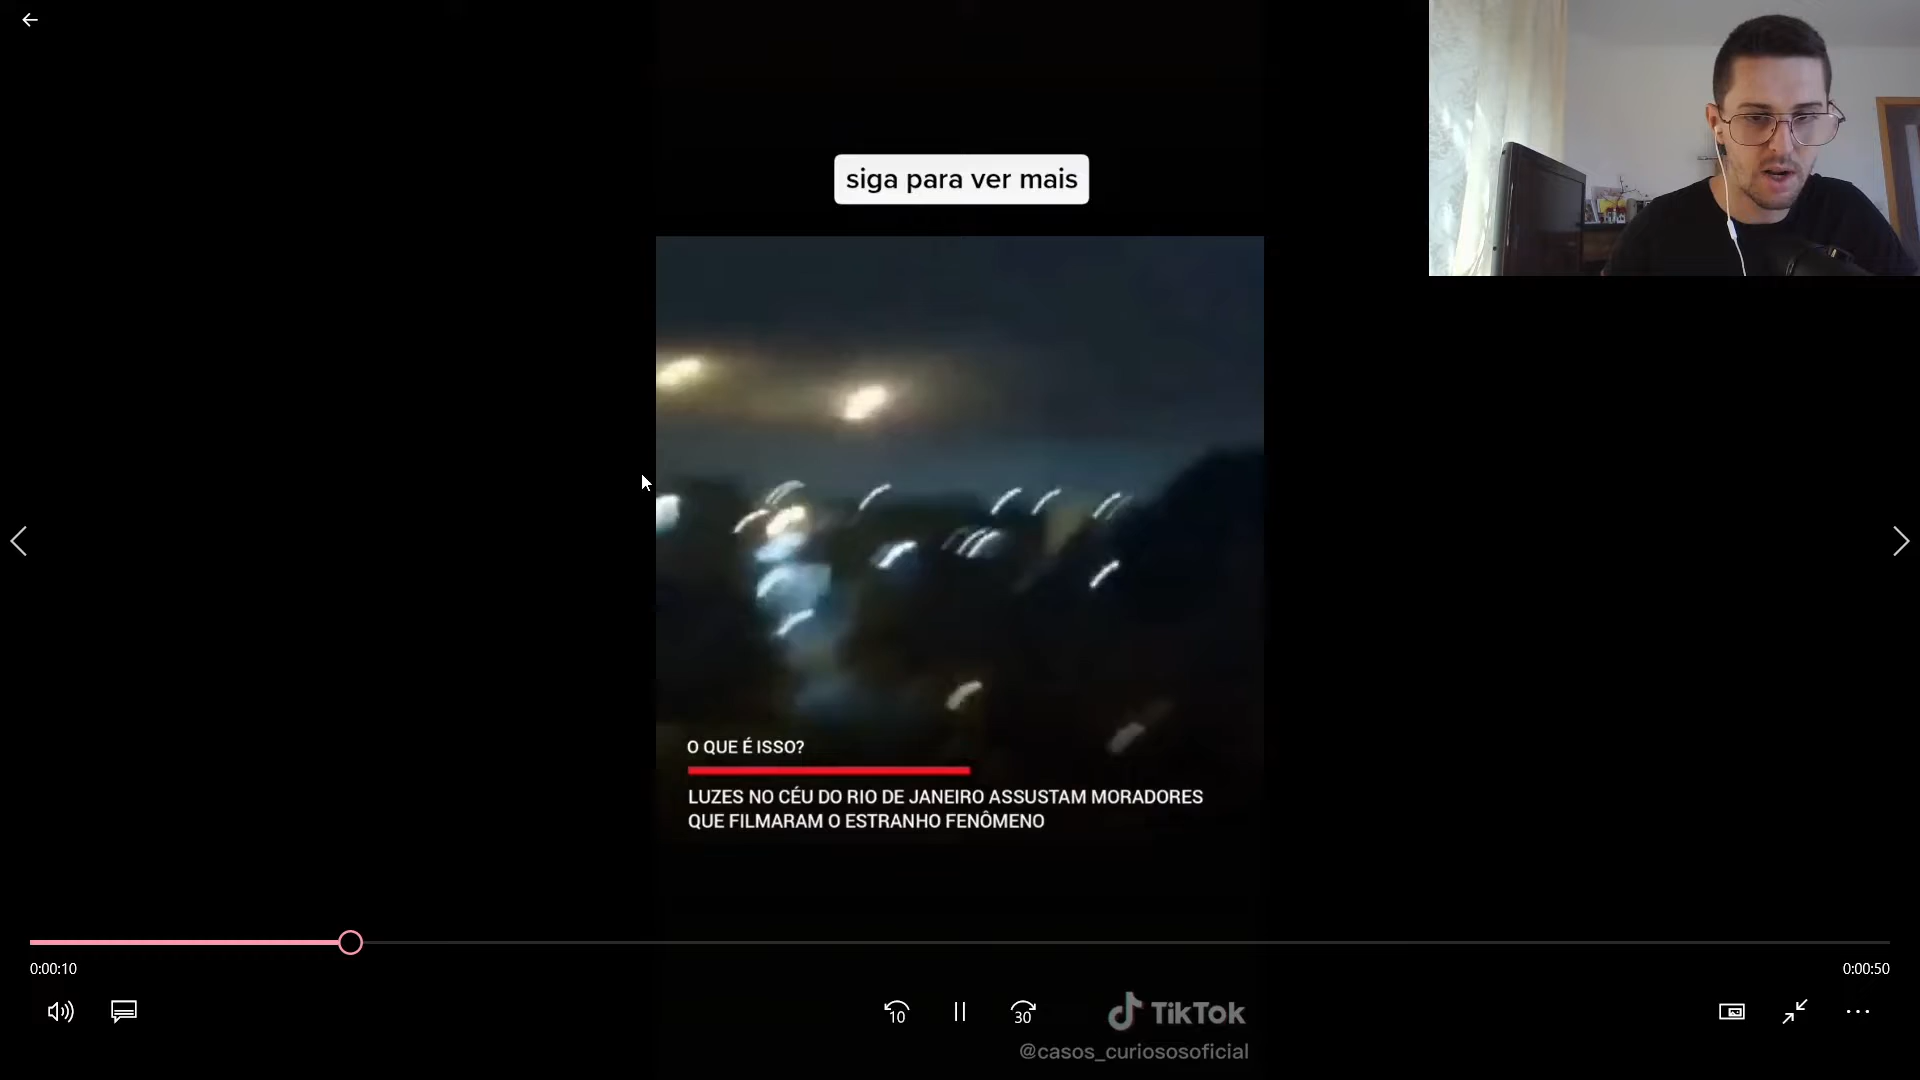 siga para ver mais
O QUE É ISSO?
LUZES NO CÉU DO RIO DE JANEIRO ASSUSTAM MORADORES
QUE FILMARAM O ESTRANHO FENÔMENO
0:00:10
0:00:50
10
30
TikTok
@casos_curiososoficial